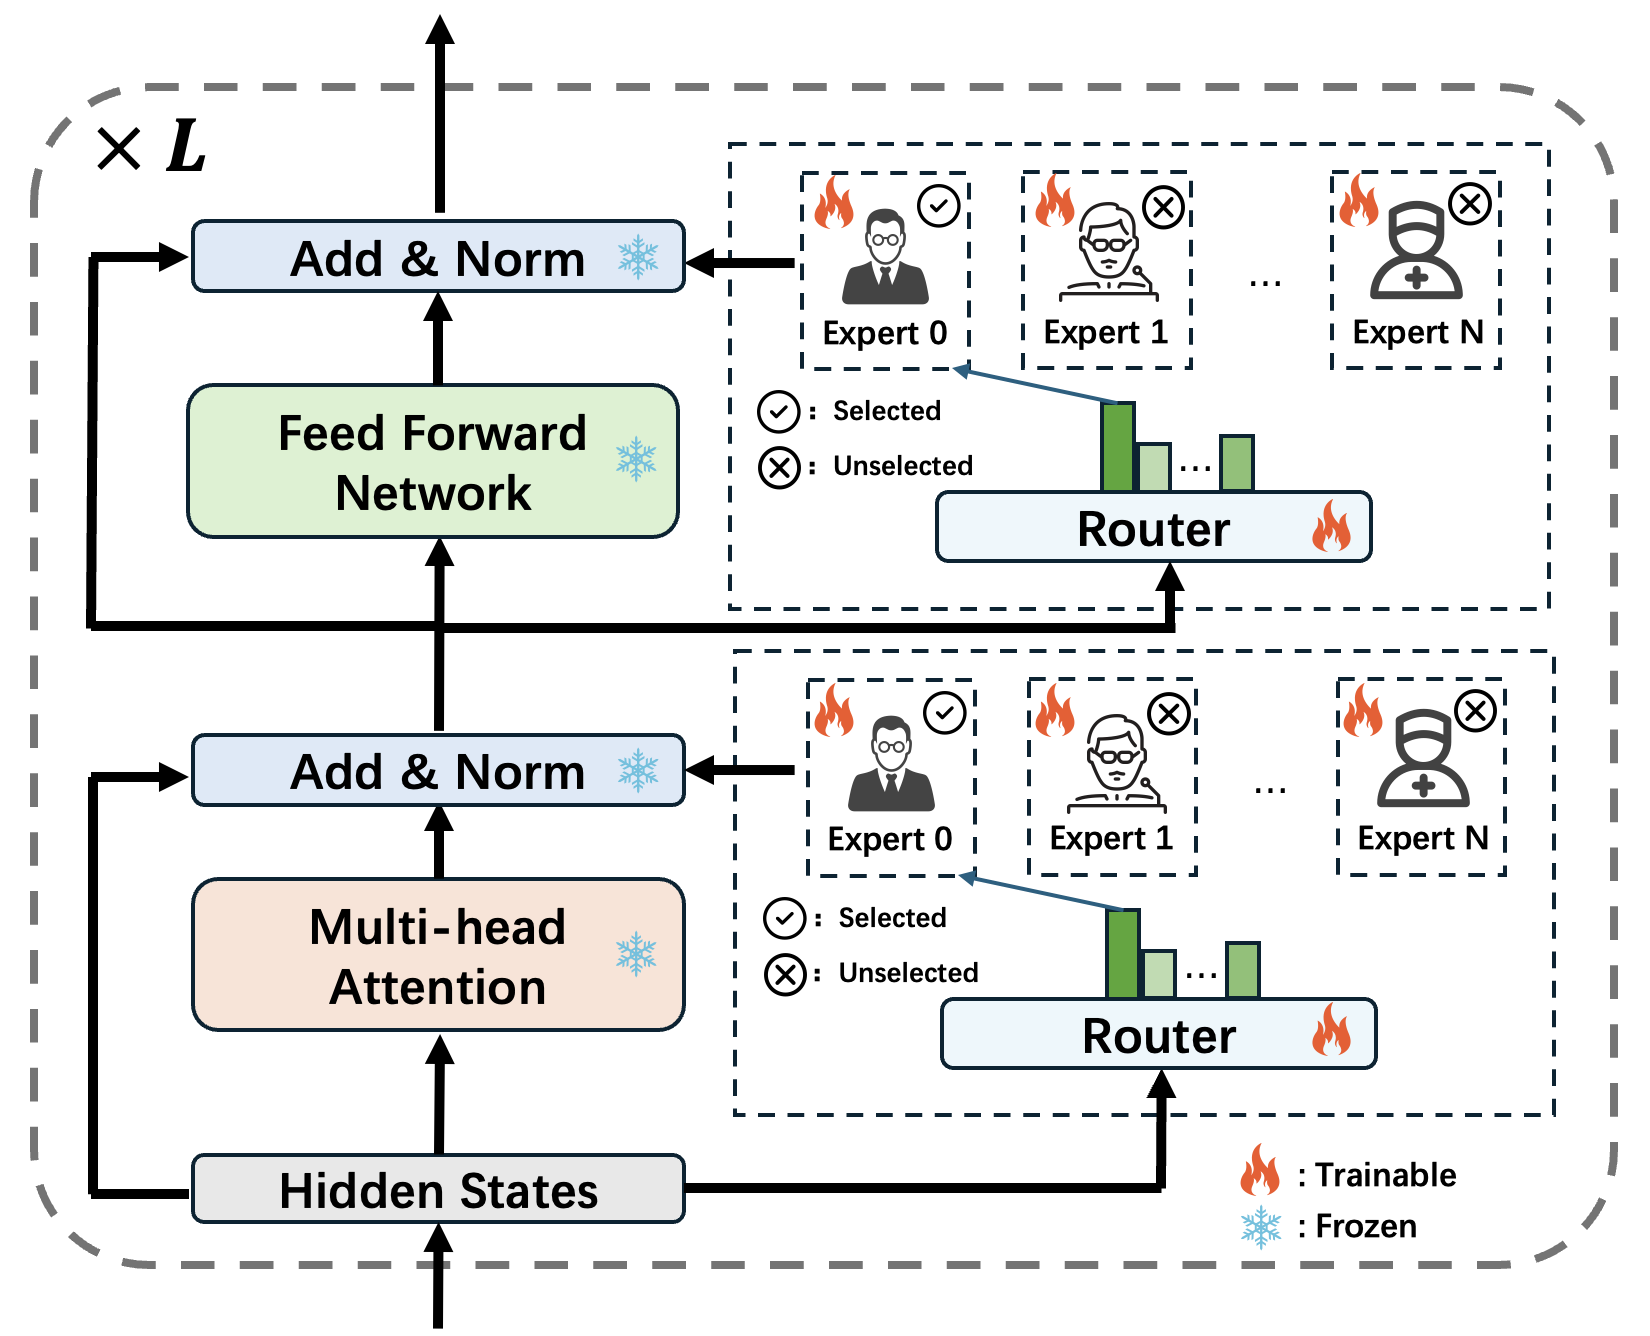 × L
Add & Norm
Expert 0
Expert 1
...
Expert N
Feed Forward
Network
: Selected
: Unselected
...
Router
Add & Norm
Expert 0
Expert 1
...
Expert N
Multi-head
Attention
: Selected
: Unselected
...
Router
Hidden States
: Trainable
: Frozen